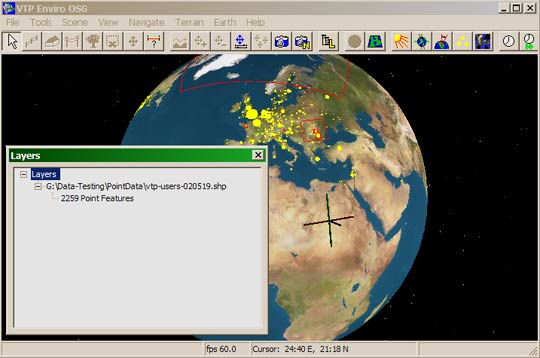 VTP Enviro OSG
File Tools Scene View Navigate Terrain Earth Help
Layers
Layers
G:\Data-Testing\PointData\vtp-users-020519.shp
2259 Point Features
fps 60.0 Cursor: 24:40 E, 21:18 N